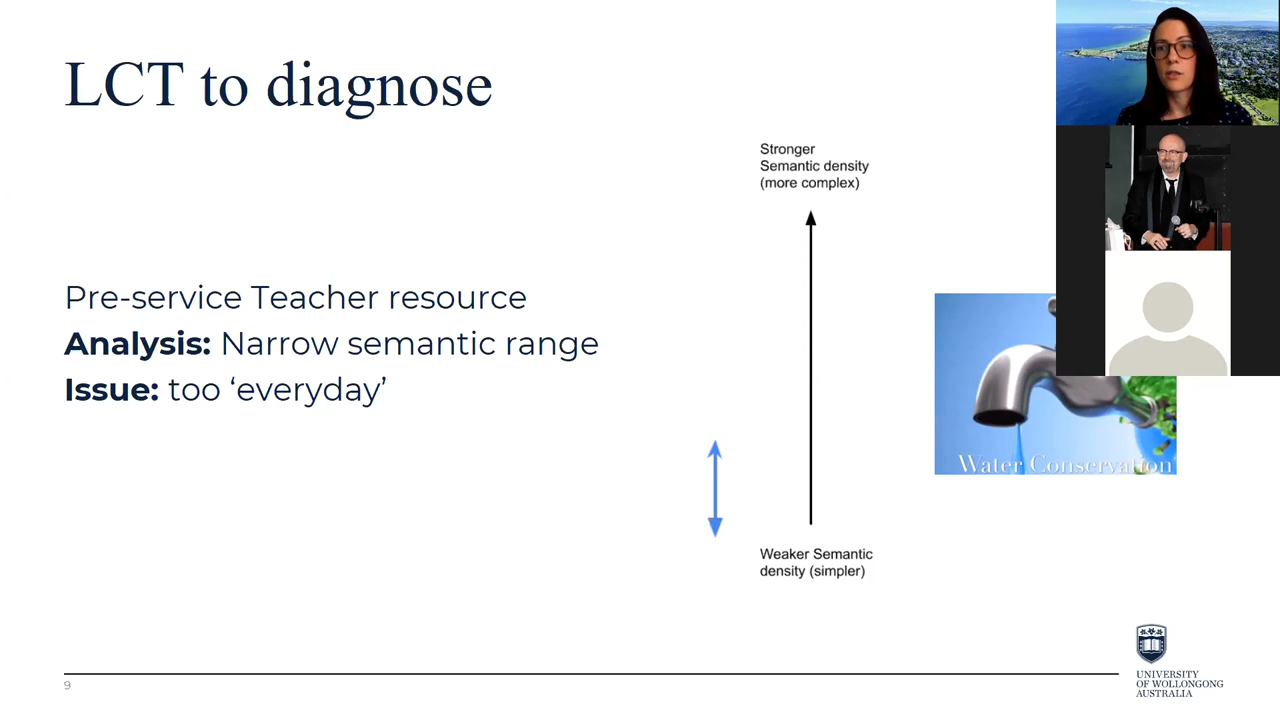 LCT to diagnose
Stronger
Semantic density
(more complex)
Pre-service Teacher resource
Analysis: Narrow semantic range
Issue: too ‘everyday’
Water Conservation
Weaker Semantic
density (simpler)
9
UNIVERSITY
OF WOLLONGONG
AUSTRALIA